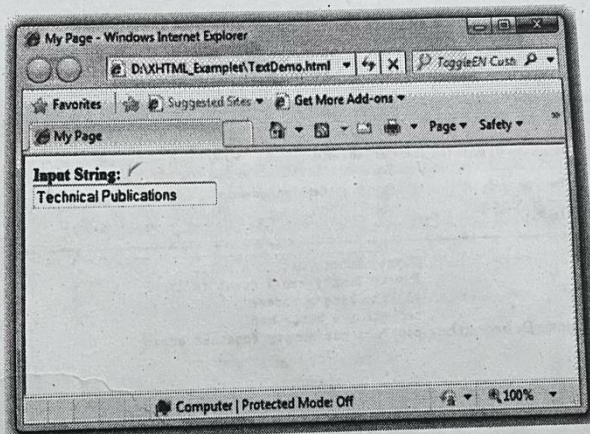 My Page - Windows Internet Explorer
D:\XHTML_Examples\TextDemo.html ToggleEN Cust
Favorites Suggested Sites Get More Add-ons
My Page Page Safety »
Input String:
Technical Publications
Computer | Protected Mode: Off 100%